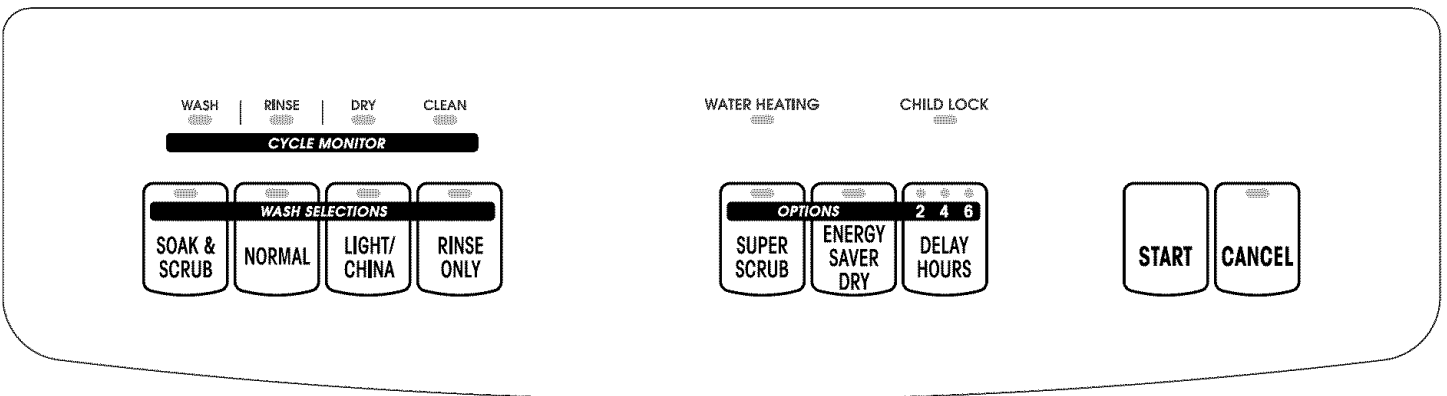 WASH RINSE DRY CLEAN
CYCLE MONITOR
WASH SELECTIONS
SOAK &
SCRUB
NORMAL
LIGHT/
CHINA
RINSE
ONLY
WATER HEATING
CHILD LOCK
OPTIONS
2 4 6
SUPER
SCRUB
ENERGY
SAVER
DRY
DELAY
HOURS
START
CANCEL